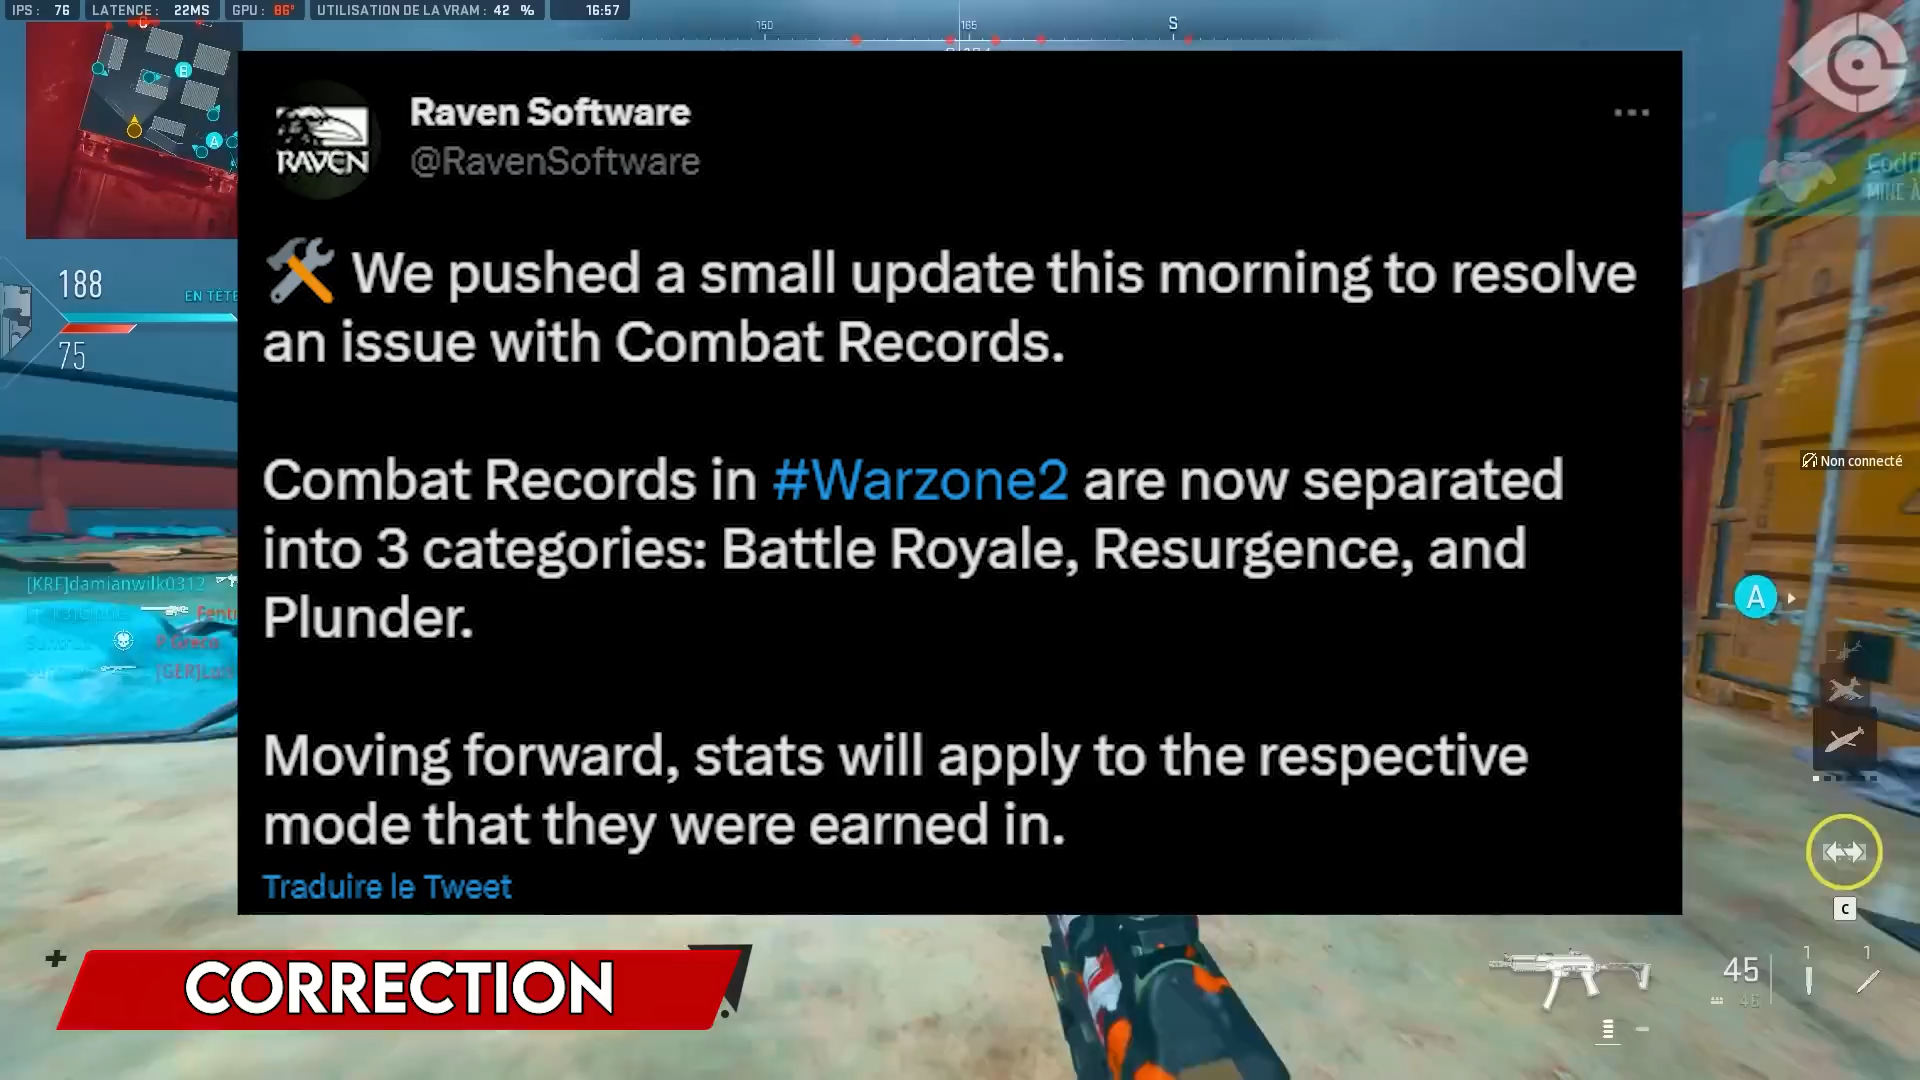 IPS : 76 LATENCE : 22MS GPU : 86° UTILISATION DE LA VRAM : 42 % 16:57
150 165 S
C
B
A
RAVEN
Raven Software
@RavenSoftware
🛠 We pushed a small update this morning to resolve
an issue with Combat Records.
Combat Records in #Warzone2 are now separated
into 3 categories: Battle Royale, Resurgence, and
Plunder.
Moving forward, stats will apply to the respective
mode that they were earned in.
Traduire le Tweet
188
EN TÊTE
75
[KRF]damianwilk0312
MINE À
Non connecté
A
C
CORRECTION
45
1 1